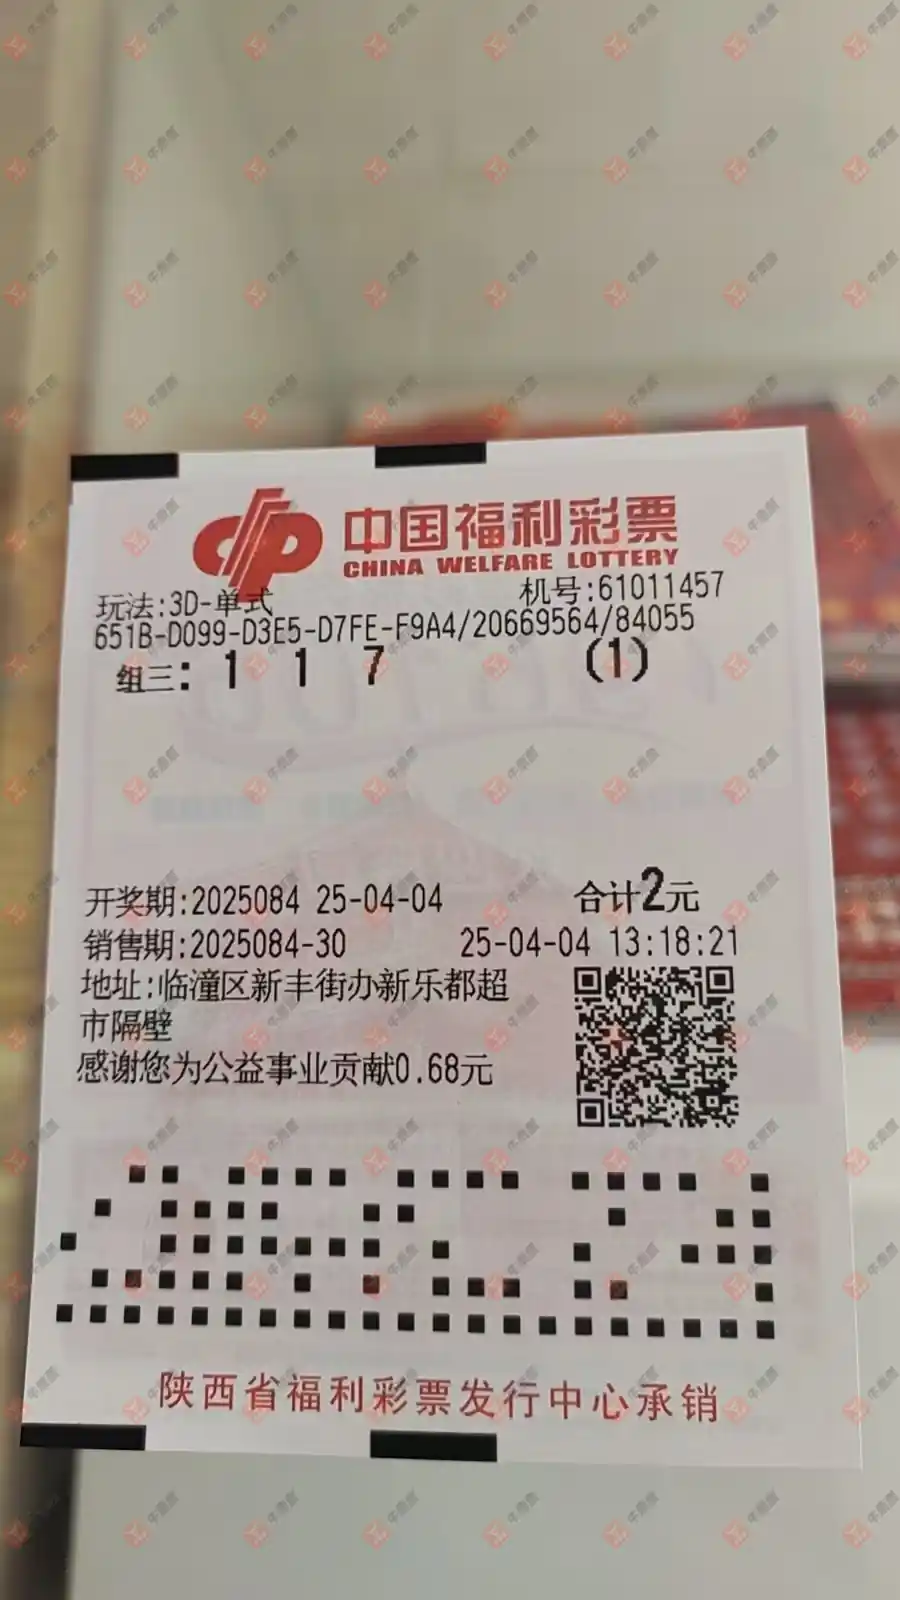 中国福利彩票
CHINA WELFARE LOTTERY
玩法:3D-单式 机号:61011457
651B-D099-D3E5-D7FE-F9A4/20669564/84055
组三: 1 1 7 (1)
开奖期:2025084 25-04-04 合计2元
销售期:2025084-30 25-04-04 13:18:21
地址:临潼区新丰街办新乐都超
市隔壁
感谢您为公益事业贡献0.68元
陕西省福利彩票发行中心承销